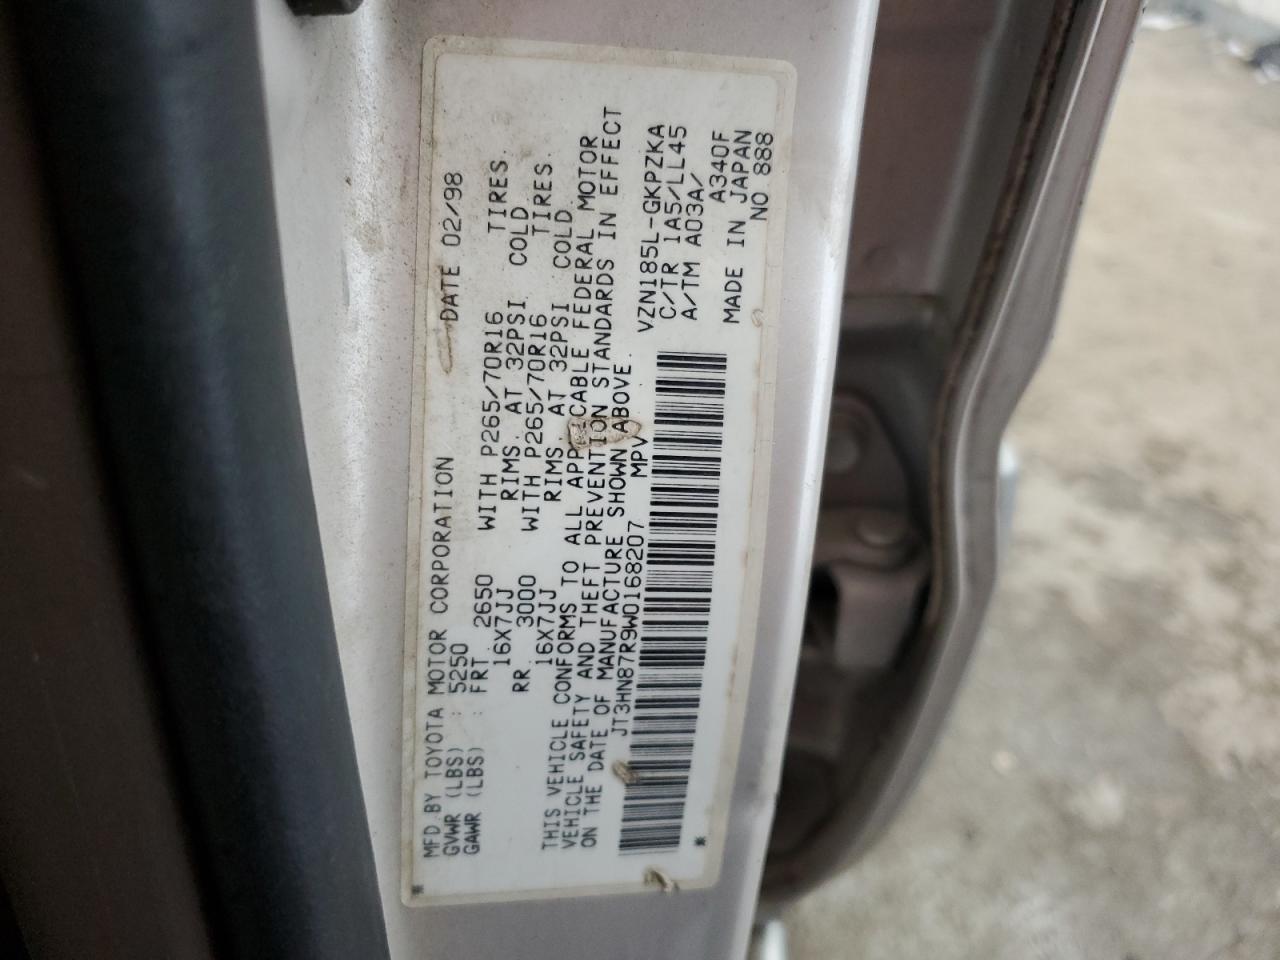 MFD. BY TOYOTA MOTOR CORPORATION DATE 02/98
GVWR (LBS) : 5250
GAWR (LBS) : FRT. 2650 WITH P265/70R16 TIRES.
16X7JJ RIMS. AT 32PSI COLD
RR. 3000 WITH P265/70R16 TIRES.
16X7JJ RIMS. AT 32PSI COLD
THIS VEHICLE CONFORMS TO ALL APPLICABLE FEDERAL MOTOR
VEHICLE SAFETY AND THEFT PREVENTION STANDARDS IN EFFECT
ON THE DATE OF MANUFACTURE SHOWN ABOVE.
JT3HN87R9W0168207 MPV
VZN185L-GKPZKA
C/TR 1A5/LL45
A/TM A03A/
A340F
MADE IN JAPAN
NO 888
* *